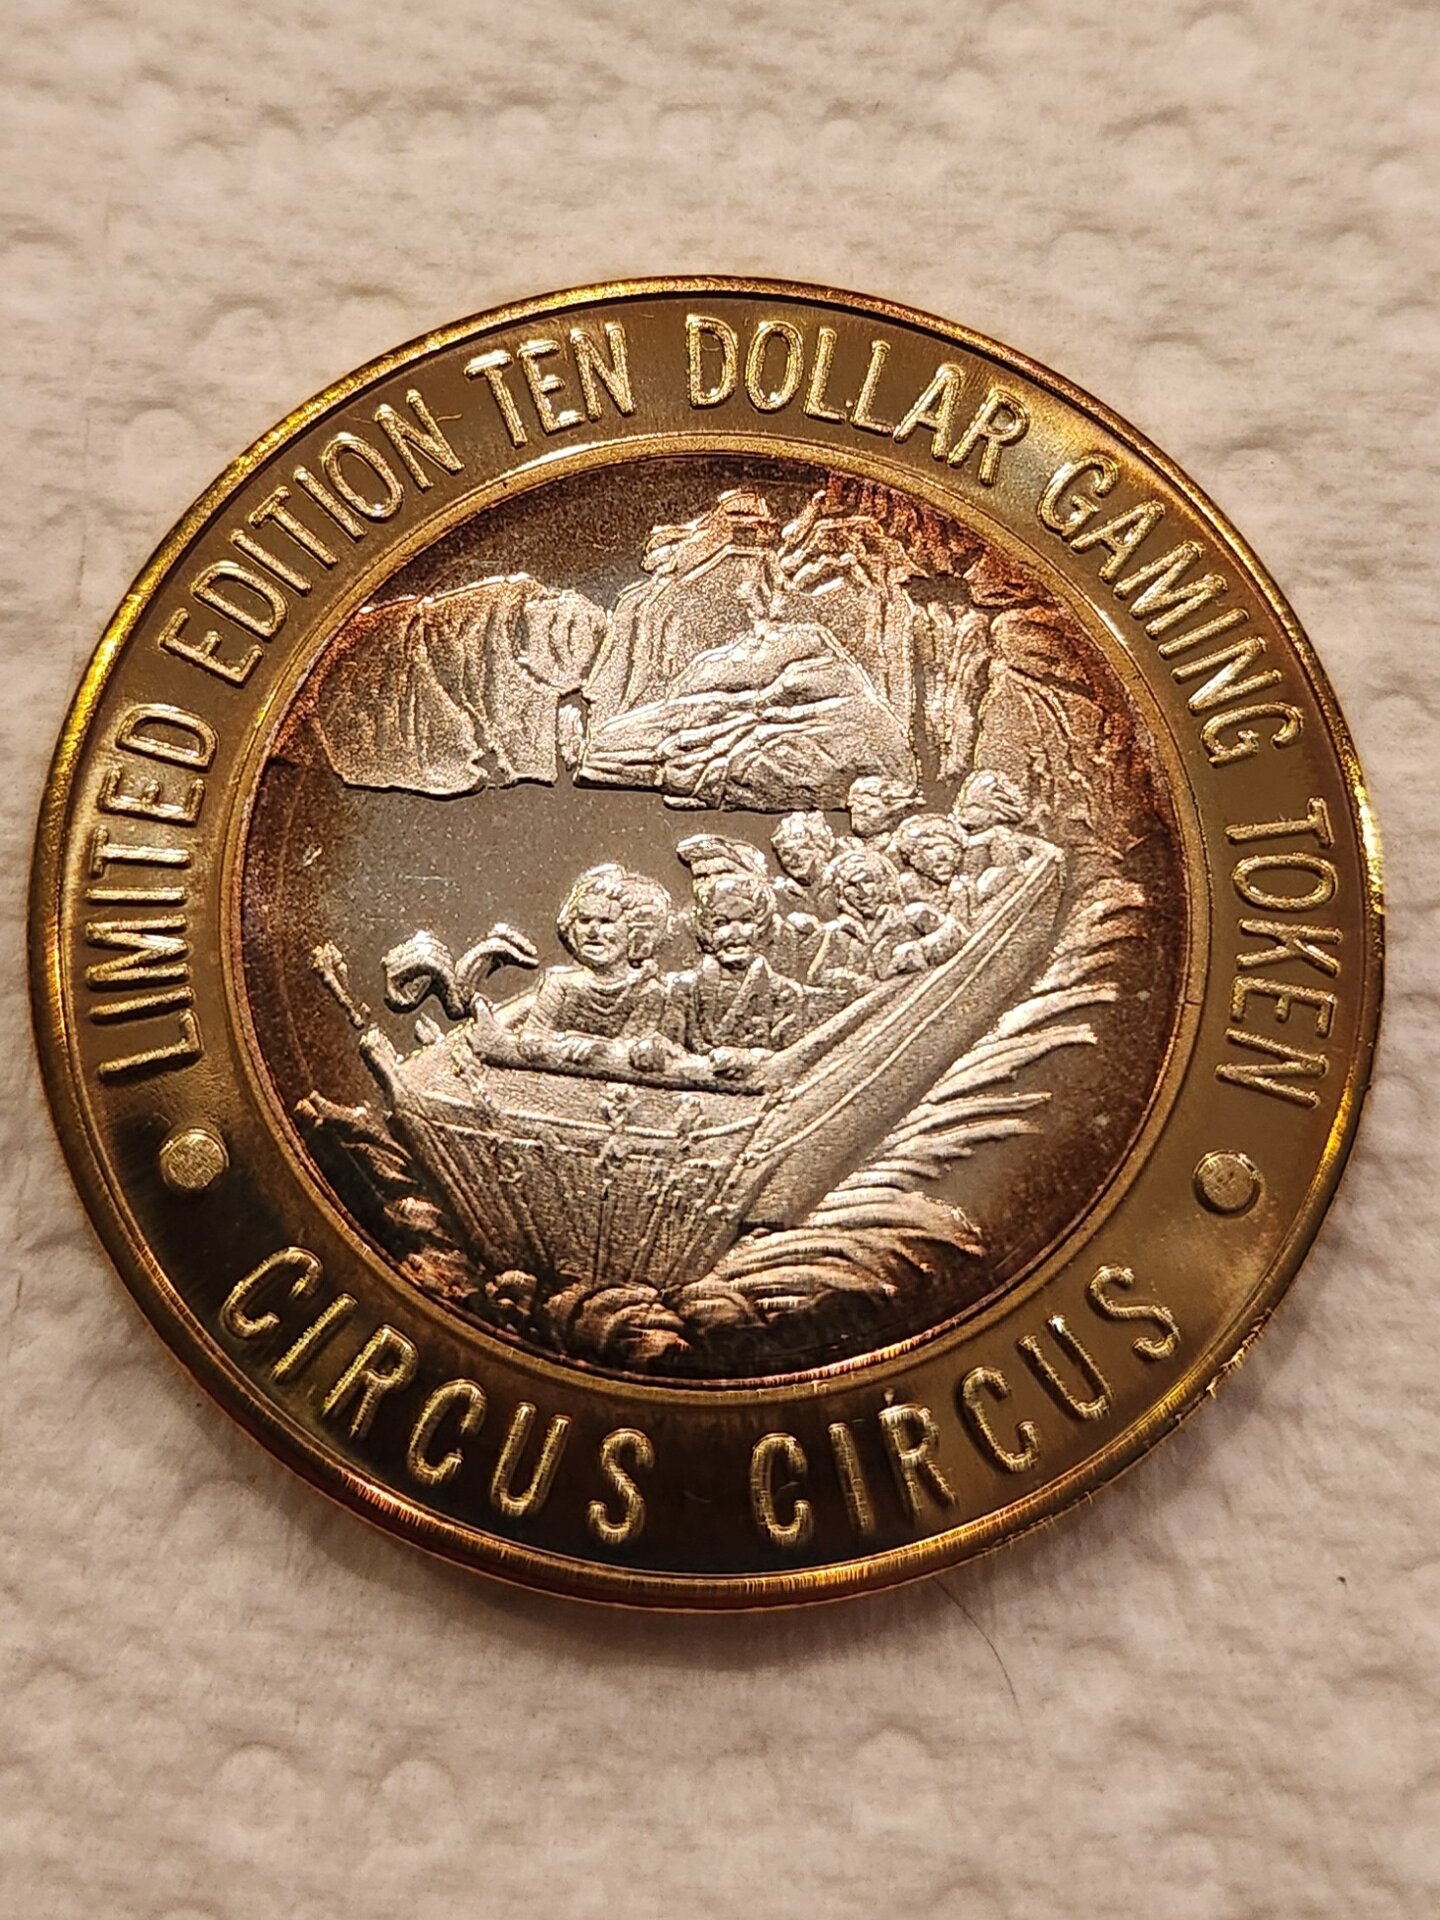 LIMITED EDITION TEN DOLLAR GAMING TOKEN
CIRCUS CIRCUS